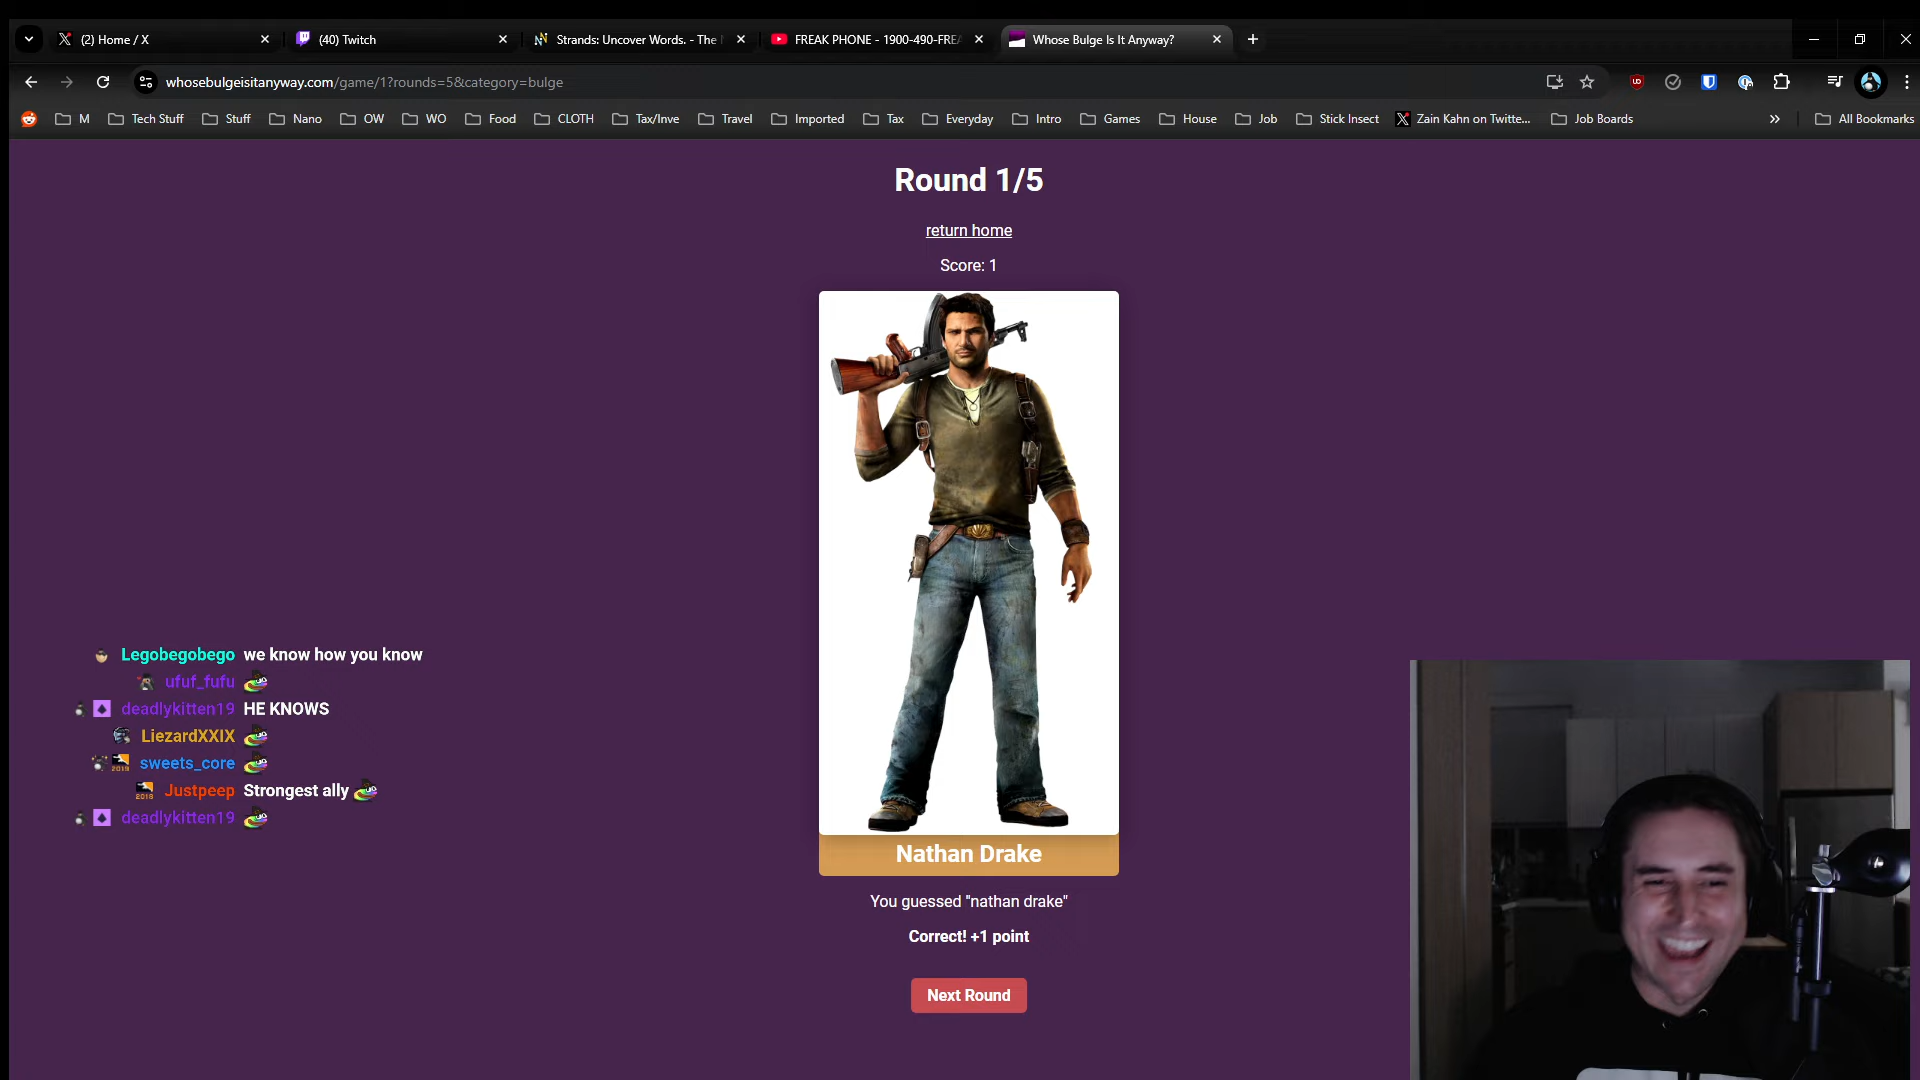 (2) Home / X
(40) Twitch
Strands: Uncover Words. - The
FREAK PHONE - 1900-490-FREA
Whose Bulge Is It Anyway?
whosebulgeisitanyway.com/game/1?rounds=5&category=bulge
M
Tech Stuff
Stuff
Nano
OW
WO
Food
CLOTH
Tax/Inve
Travel
Imported
Tax
Everyday
Intro
Games
House
Job
Stick Insect
Zain Kahn on Twitte...
Job Boards
All Bookmarks
Round 1/5
return home
Score: 1
Legobegobego we know how you know
ufuf_fufu
deadlykitten19 HE KNOWS
LiezardXXIX
sweets_core
Justpeep Strongest ally
deadlykitten19
Nathan Drake
You guessed "nathan drake"
Correct! +1 point
Next Round